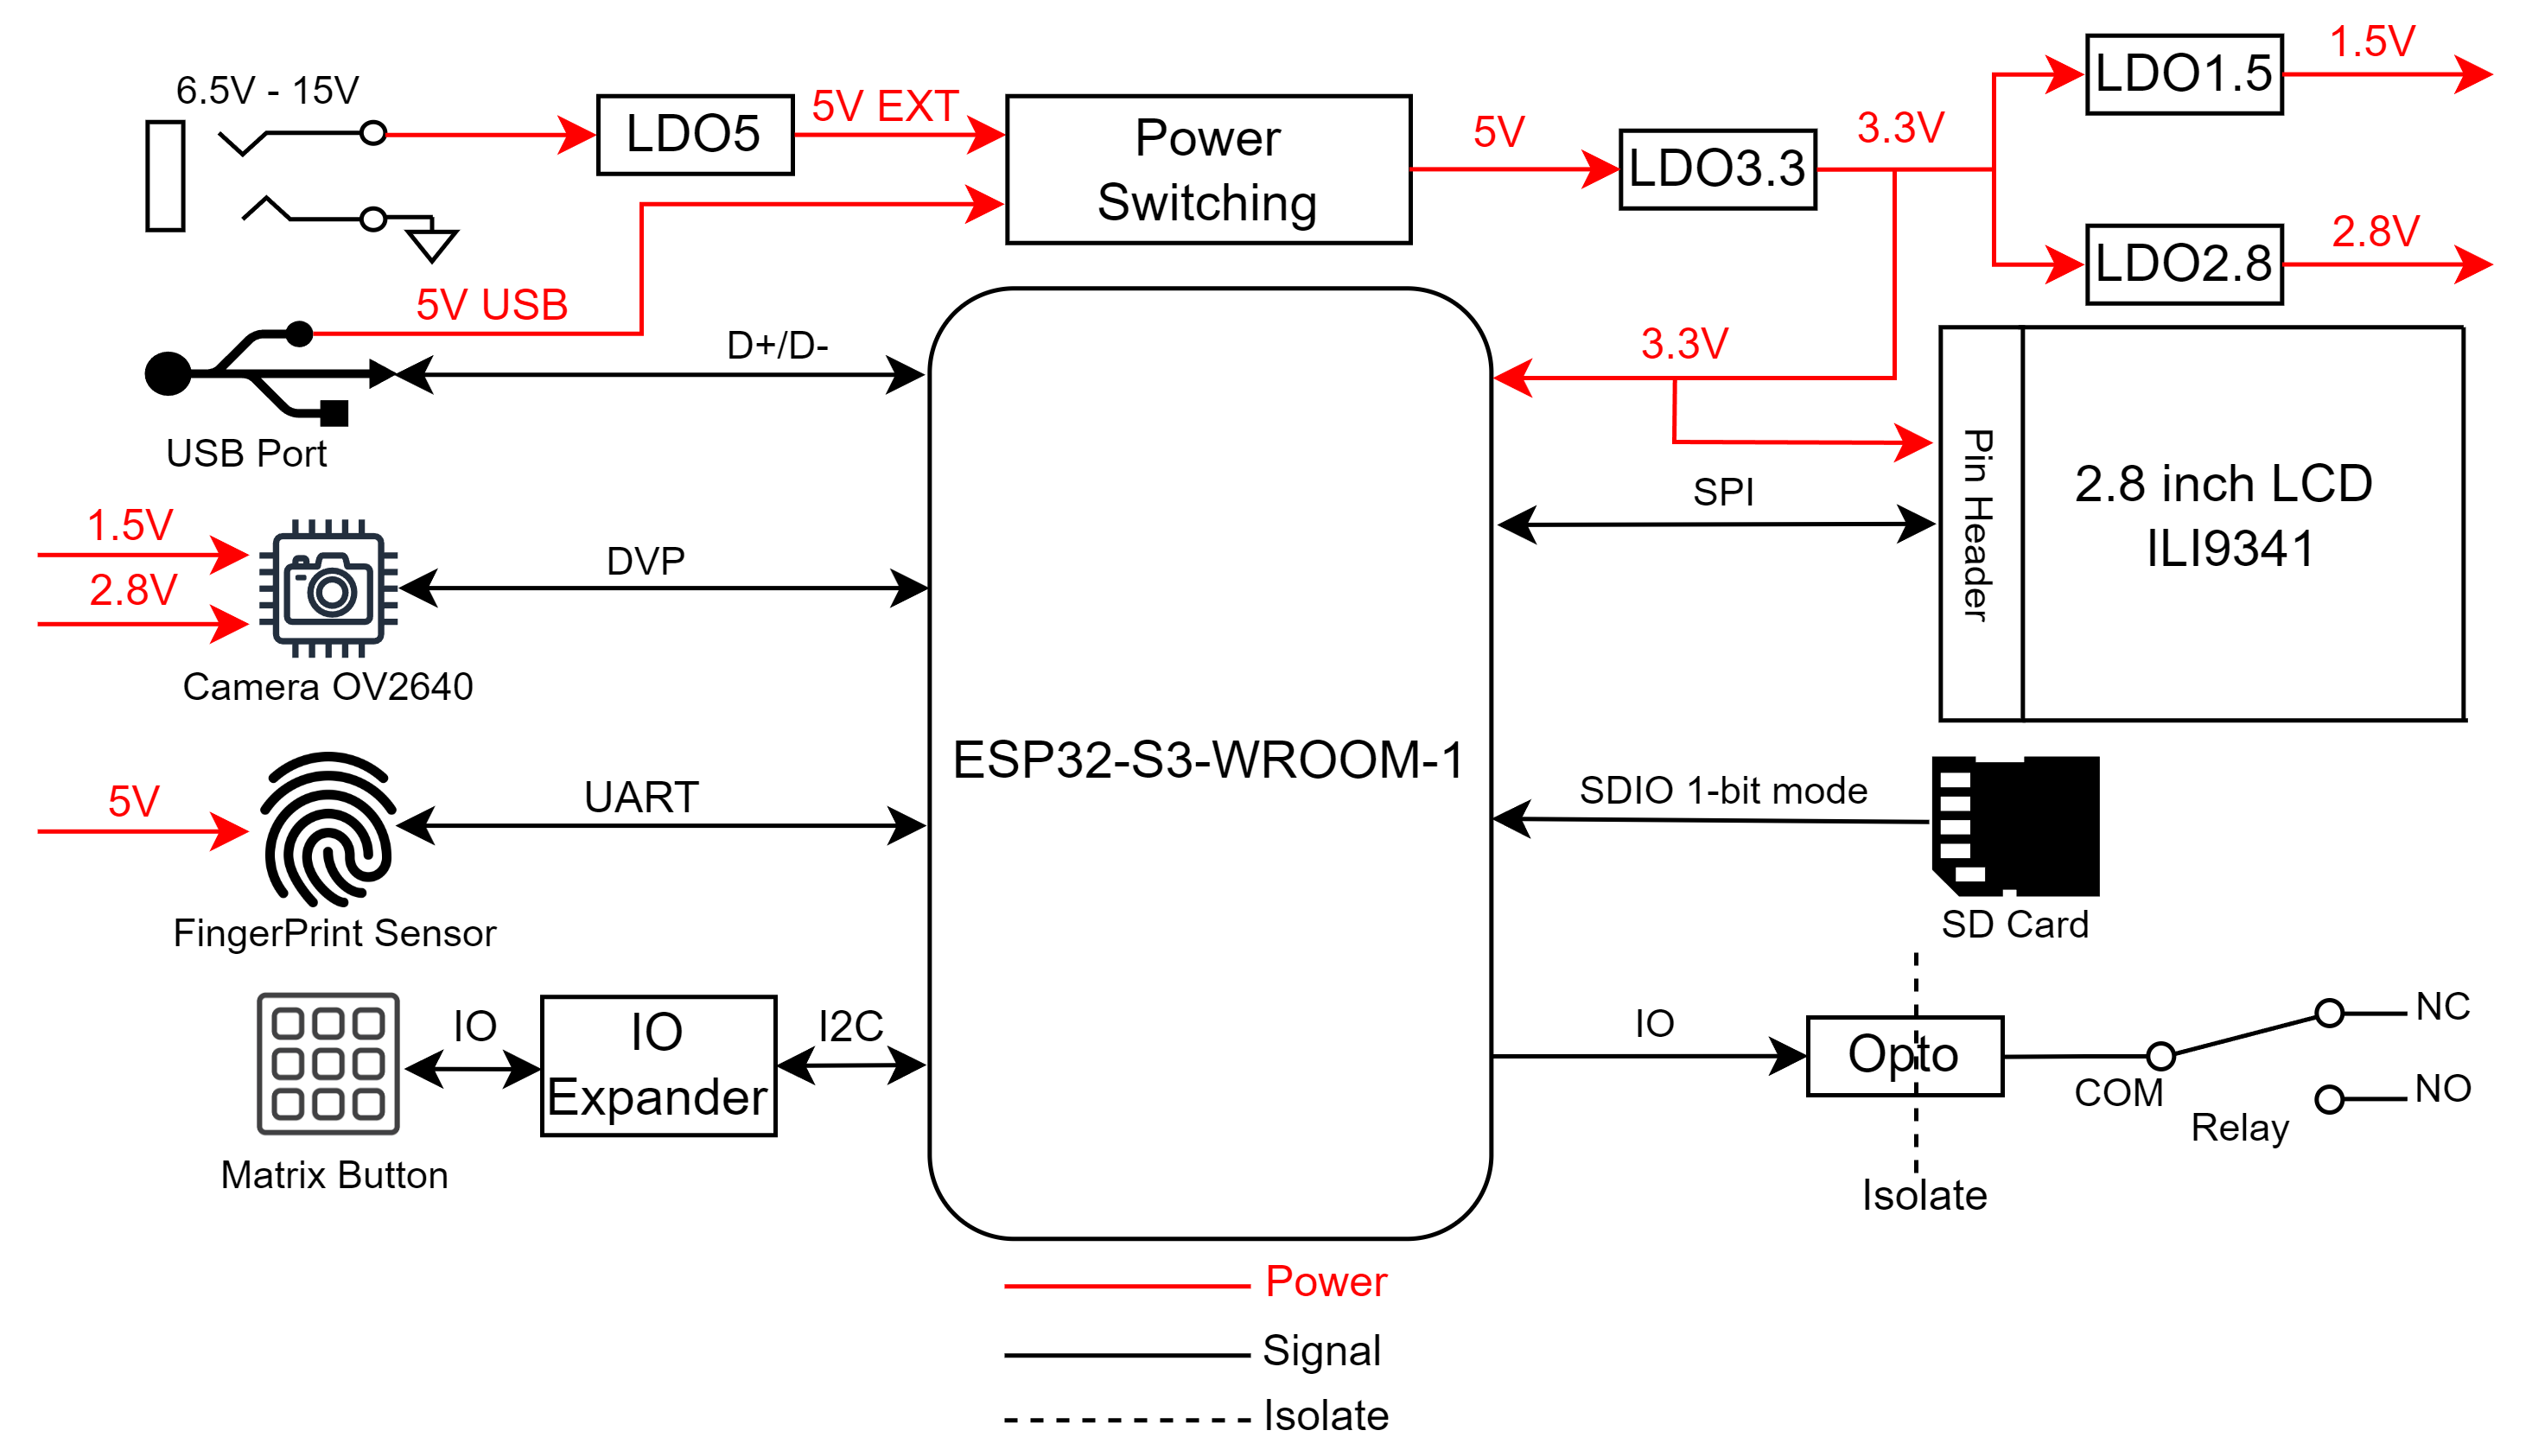 6.5V - 15V
LDO5
5V EXT
Power
Switching
5V
LDO3.3
3.3V
LDO1.5
1.5V
LDO2.8
2.8V
5V USB
D+/D-
USB Port
3.3V
Pin Header
2.8 inch LCD
ILI9341
SPI
1.5V
2.8V
DVP
Camera OV2640
ESP32-S3-WROOM-1
5V
UART
FingerPrint Sensor
SDIO 1-bit mode
SD Card
IO
IO
Expander
I2C
Matrix Button
IO
Opto
Isolate
COM
Relay
NC
NO
Power
Signal
Isolate